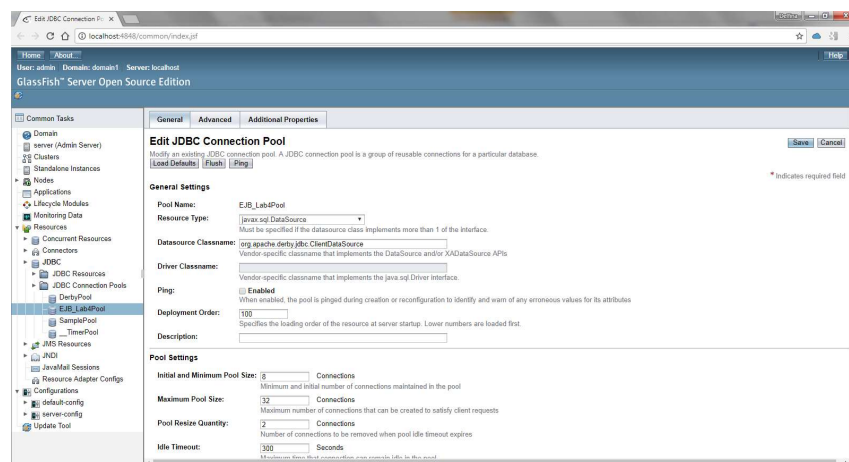 Edit JDBC Connection Po
localhost:4848/common/index.jsf
Home About...
Help
User: admin Domain: domain1 Server: localhost
GlassFish™ Server Open Source Edition
Common Tasks
Domain
server (Admin Server)
Clusters
Standalone Instances
Nodes
Applications
Lifecycle Modules
Monitoring Data
Resources
Concurrent Resources
Connectors
JDBC
JDBC Resources
JDBC Connection Pools
DerbyPool
EJB_Lab4Pool
SamplePool
__TimerPool
JMS Resources
JNDI
JavaMail Sessions
Resource Adapter Configs
Configurations
default-config
server-config
Update Tool
General Advanced Additional Properties
Edit JDBC Connection Pool
Save Cancel
Modify an existing JDBC connection pool. A JDBC connection pool is a group of reusable connections for a particular database.
Load Defaults Flush Ping
* Indicates required field
General Settings
Pool Name: EJB_Lab4Pool
Resource Type: javax.sql.DataSource
Must be specified if the datasource class implements more than 1 of the interface.
Datasource Classname: org.apache.derby.jdbc.ClientDataSource
Vendor-specific classname that implements the DataSource and/or XADataSource APIs
Driver Classname:
Vendor-specific classname that implements the java.sql.Driver interface.
Ping: Enabled
When enabled, the pool is pinged during creation or reconfiguration to identify and warn of any erroneous values for its attributes
Deployment Order: 100
Specifies the loading order of the resource at server startup. Lower numbers are loaded first.
Description:
Pool Settings
Initial and Minimum Pool Size: 8 Connections
Minimum and initial number of connections maintained in the pool
Maximum Pool Size: 32 Connections
Maximum number of connections that can be created to satisfy client requests
Pool Resize Quantity: 2 Connections
Number of connections to be removed when pool idle timeout expires
Idle Timeout: 300 Seconds
Maximum time that connection can remain idle in the pool